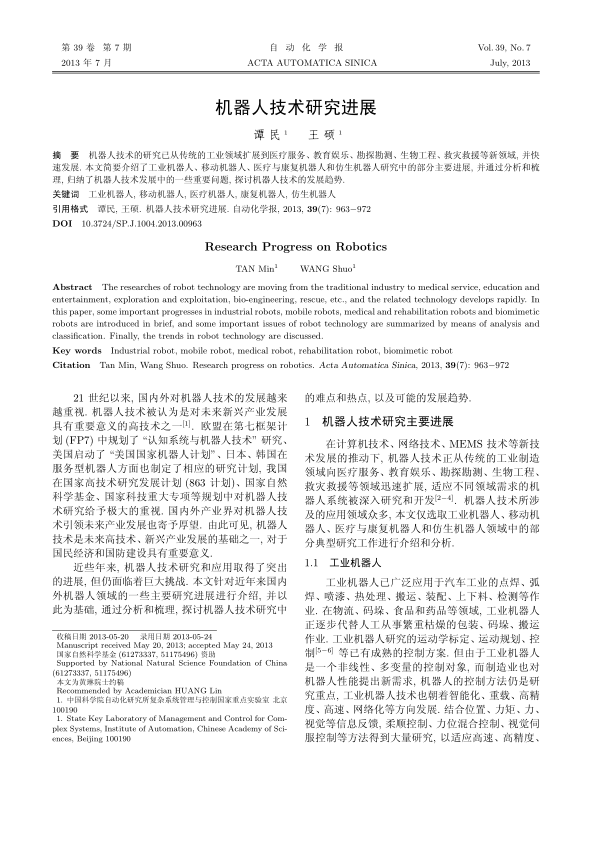 第 39 卷 第 7 期
自 动 化 学 报
Vol. 39, No. 7
2013 年 7 月
ACTA AUTOMATICA SINICA
July, 2013
机器人技术研究进展
谭 民 1 王 硕 1
摘 要 机器人技术的研究已从传统的工业领域扩展到医疗服务、教育娱乐、勘探勘测、生物工程、救灾救援等新领域, 并快
速发展. 本文简要介绍了工业机器人、移动机器人、医疗与康复机器人和仿生机器人研究中的部分主要进展, 并通过分析和梳
理, 归纳了机器人技术发展中的一些重要问题, 探讨机器人技术的发展趋势.
关键词 工业机器人, 移动机器人, 医疗机器人, 康复机器人, 仿生机器人
引用格式 谭民, 王硕. 机器人技术研究进展. 自动化学报, 2013, 39(7): 963−972
DOI 10.3724/SP.J.1004.2013.00963
Research Progress on Robotics
TAN Min1 WANG Shuo1
Abstract The researches of robot technology are moving from the traditional industry to medical service, education and
entertainment, exploration and exploitation, bio-engineering, rescue, etc., and the related technology develops rapidly. In
this paper, some important progresses in industrial robots, mobile robots, medical and rehabilitation robots and biomimetic
robots are introduced in brief, and some important issues of robot technology are summarized by means of analysis and
classification. Finally, the trends in robot technology are discussed.
Key words Industrial robot, mobile robot, medical robot, rehabilitation robot, biomimetic robot
Citation Tan Min, Wang Shuo. Research progress on robotics. Acta Automatica Sinica, 2013, 39(7): 963−972
21 世纪以来, 国内外对机器人技术的发展越来
越重视. 机器人技术被认为是对未来新兴产业发展
具有重要意义的高技术之一[1]. 欧盟在第七框架计
划 (FP7) 中规划了 “认知系统与机器人技术” 研究、
美国启动了 “美国国家机器人计划”、日本、韩国在
服务型机器人方面也制定了相应的研究计划, 我国
在国家高技术研究发展计划 (863 计划)、国家自然
科学基金、国家科技重大专项等规划中对机器人技
术研究给予极大的重视. 国内外产业界对机器人技
术引领未来产业发展也寄予厚望. 由此可见, 机器人
技术是未来高技术、新兴产业发展的基础之一, 对于
国民经济和国防建设具有重要意义.
近些年来, 机器人技术研究和应用取得了突出
的进展, 但仍面临着巨大挑战. 本文针对近年来国内
外机器人领域的一些主要研究进展进行介绍, 并以
此为基础, 通过分析和梳理, 探讨机器人技术研究中
收稿日期 2013-05-20 录用日期 2013-05-24
Manuscript received May 20, 2013; accepted May 24, 2013
国家自然科学基金 (61273337, 51175496) 资助
Supported by National Natural Science Foundation of China
(61273337, 51175496)
本文为黄琳院士约稿
Recommended by Academician HUANG Lin
1. 中国科学院自动化研究所复杂系统管理与控制国家重点实验室 北京
100190
1. State Key Laboratory of Management and Control for Com-
plex Systems, Institute of Automation, Chinese Academy of Sci-
ences, Beijing 100190
的难点和热点, 以及可能的发展趋势.
1 机器人技术研究主要进展
在计算机技术、网络技术、MEMS 技术等新技
术发展的推动下, 机器人技术正从传统的工业制造
领域向医疗服务、教育娱乐、勘探勘测、生物工程、
救灾救援等领域迅速扩展, 适应不同领域需求的机
器人系统被深入研究和开发[2−4]. 机器人技术所涉
及的应用领域众多, 本文仅选取工业机器人、移动机
器人、医疗与康复机器人和仿生机器人领域中的部
分典型研究工作进行介绍和分析.
1.1 工业机器人
工业机器人已广泛应用于汽车工业的点焊、弧
焊、喷漆、热处理、搬运、装配、上下料、检测等作
业. 在物流、码垛、食品和药品等领域, 工业机器人
正逐步代替人工从事繁重枯燥的包装、码垛、搬运
作业. 工业机器人研究的运动学标定、运动规划、控
制[5−6] 等已有成熟的控制方案. 但由于工业机器人
是一个非线性、多变量的控制对象, 而制造业也对
机器人性能提出新需求, 机器人的控制方法仍是研
究重点, 工业机器人技术也朝着智能化、重载、高精
度、高速、网络化等方向发展. 结合位置、力矩、力、
视觉等信息反馈, 柔顺控制、力位混合控制、视觉伺
服控制等方法得到大量研究, 以适应高速、高精度、